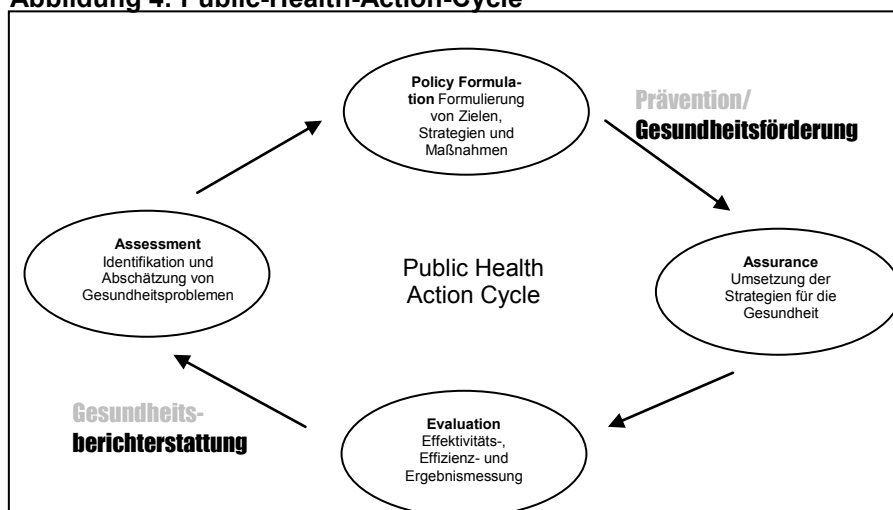 Abbildung 4: Public-Health-Action-Cycle
Policy Formula-
tion Formulierung
von Zielen,
Strategien und
Maßnahmen
Prävention/
Gesundheitsförderung
Assessment
Identifikation und
Abschätzung von
Gesundheitsproblemen
Public Health
Action Cycle
Assurance
Umsetzung der
Strategien für die
Gesundheit
Gesundheits-
berichterstattung
Evaluation
Effektivitäts-,
Effizienz- und
Ergebnismessung